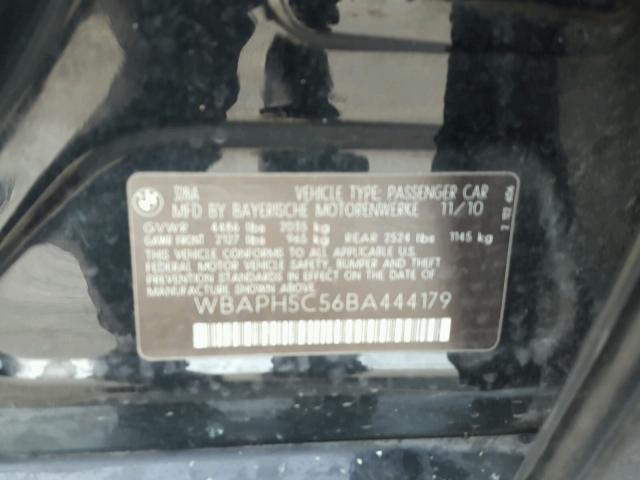 BMW 328iA VEHICLE TYPE: PASSENGER CAR
MFD BY BAYERISCHE MOTORENWERKE 11/10
GVWR 4486 lbs 2035 kg
GAWR FRONT 2127 lbs 965 kg REAR 2524 lbs 1145 kg
THIS VEHICLE CONFORMS TO ALL APPLICABLE
FEDERAL MOTOR VEHICLE SAFETY, BUMPER AND THEFT
PREVENTION STANDARDS IN EFFECT ON THE
DATE OF MANUFACTURE SHOWN ABOVE.
WBAPH5C56BA444179